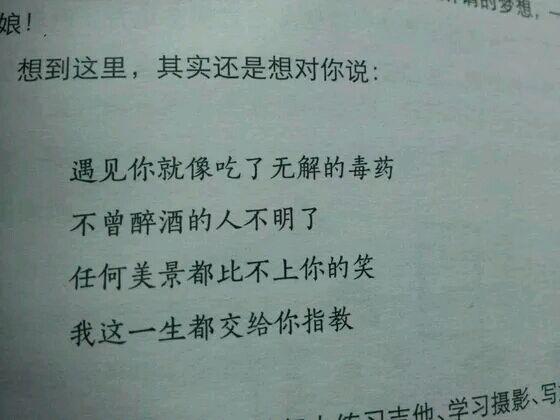 娘！
的梦想，一
想到这里，其实还是想对你说：
遇见你就像吃了无解的毒药
不曾醉酒的人不明了
任何美景都比不上你的笑
我这一生都交给你指教
练习吉他、学习摄影、写